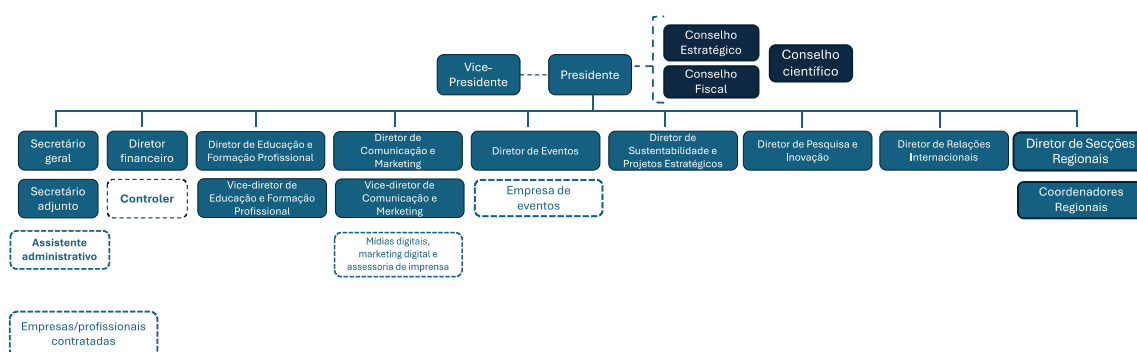 Conselho
Estratégico
Conselho
Fiscal
Conselho
científico
Vice-
Presidente
Presidente
Secretário
geral
Diretor
financeiro
Diretor de Educação e
Formação Profissional
Diretor de
Comunicação e
Marketing
Diretor de Eventos
Diretor de
Sustentabilidade e
Projetos Estratégicos
Diretor de Pesquisa e
Inovação
Diretor de Relações
Internacionais
Diretor de Secções
Regionais
Secretário
adjunto
Controler
Vice-diretor de
Educação e Formação
Profissional
Vice-diretor de
Comunicação e
Merketing
Empresa de
eventos
Coordenadores
Regionais
Assistente
administrativo
Mídias digitais,
marketing digital e
assessoria de imprensa
Empresas/profissionais
contratadas